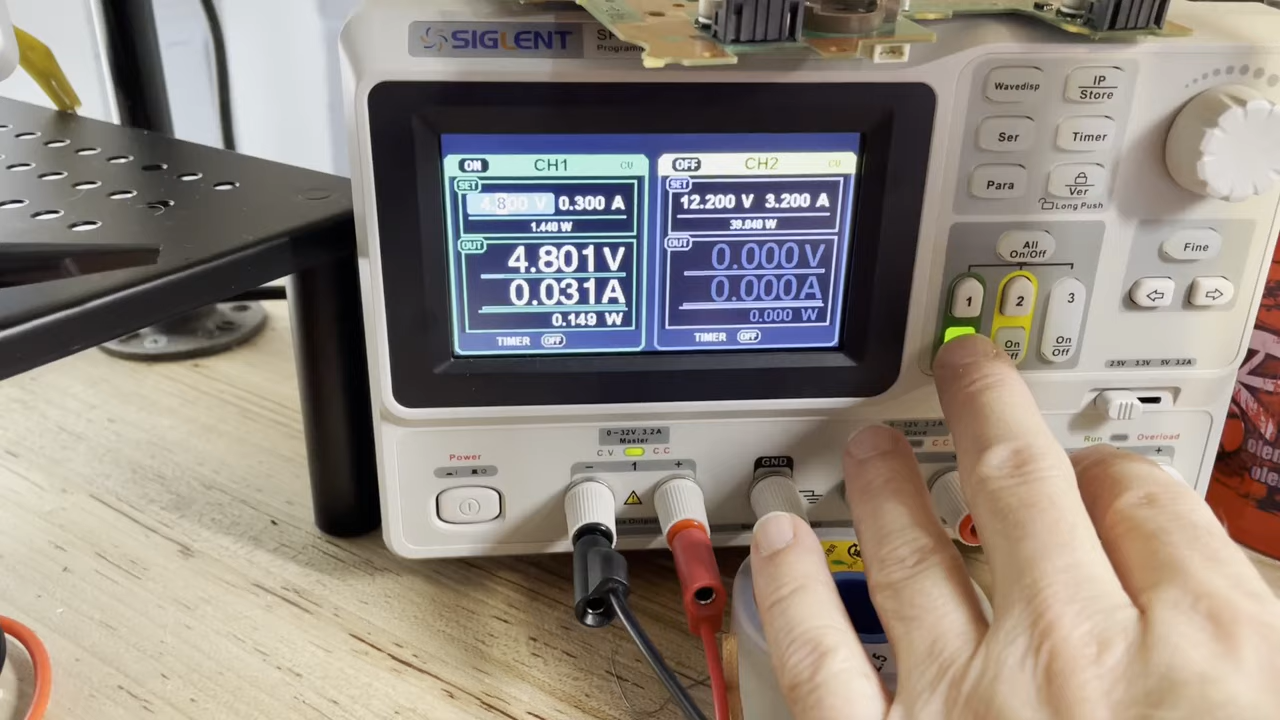 SIGLENT
Wavedisp
IP
Store
Ser
Timer
Para
Ver
Long Push
ON CH1
SET
4.800 V 0.300 A
1.440 W
OUT
4.801 V
0.031 A
0.149 W
TIMER OFF
OFF CH2
SET
12.200 V 3.200 A
39.040 W
OUT
0.000 V
0.000 A
0.000 W
TIMER OFF
All
On/Off
Fine
1
2
3
On
Off
On
Off
2.5V 3.3V 5V 3.2A
Run Overload
+
Power
0~32V, 3.2A
Master
C.V C.C
- 1 +
GND
Slave
C.C